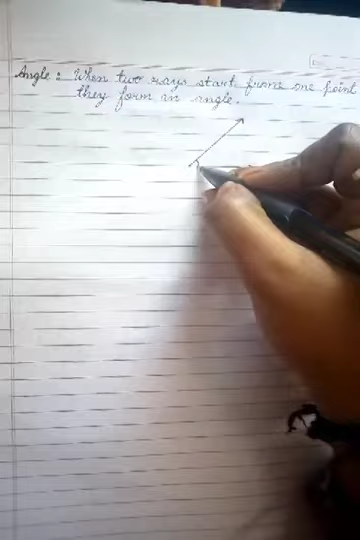 Angle : When two rays start from one point
they form an angle.